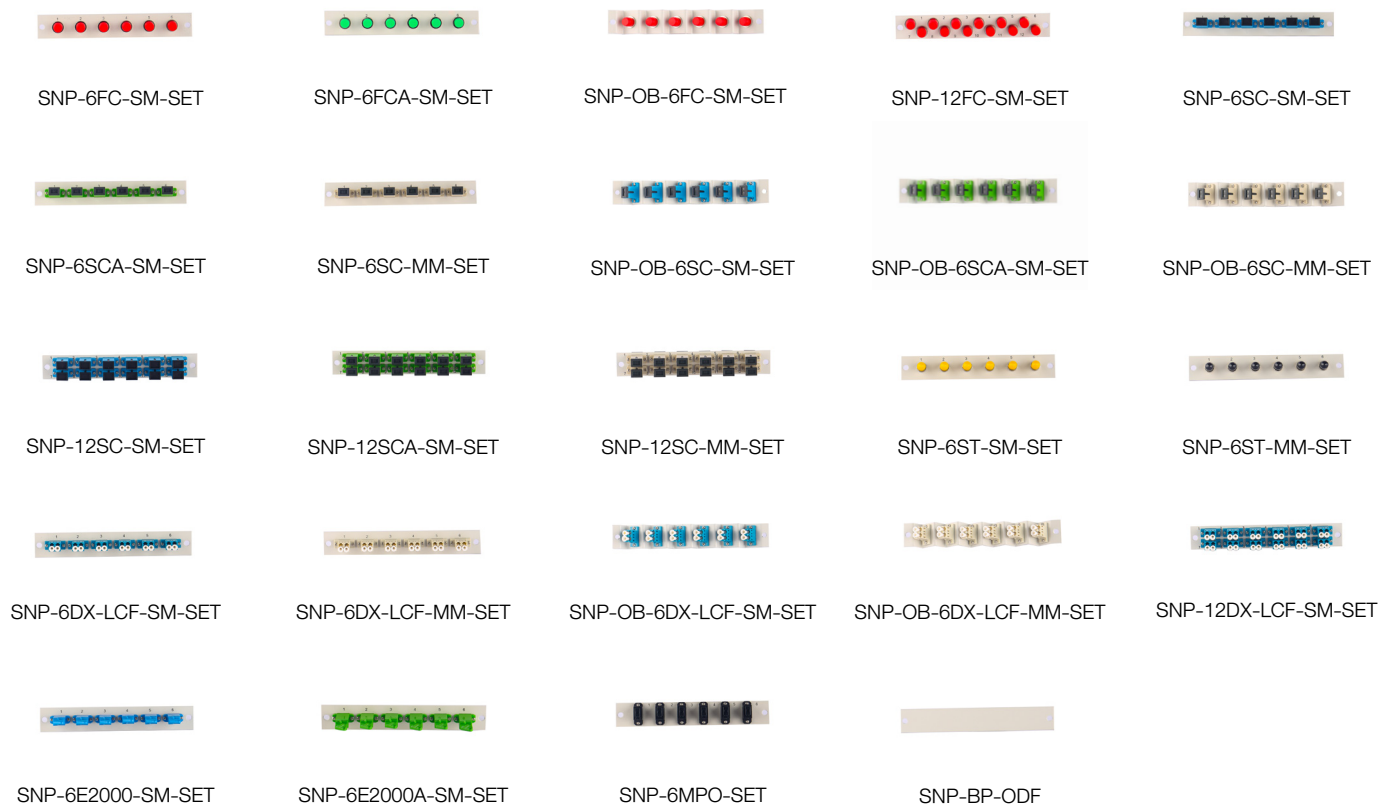 SNP-6FC-SM-SET
SNP-6FCA-SM-SET
SNP-OB-6FC-SM-SET
SNP-12FC-SM-SET
SNP-6SC-SM-SET
SNP-6SCA-SM-SET
SNP-6SC-MM-SET
SNP-OB-6SC-SM-SET
SNP-OB-6SCA-SM-SET
SNP-OB-6SC-MM-SET
SNP-12SC-SM-SET
SNP-12SCA-SM-SET
SNP-12SC-MM-SET
SNP-6ST-SM-SET
SNP-6ST-MM-SET
SNP-6DX-LCF-SM-SET
SNP-6DX-LCF-MM-SET
SNP-OB-6DX-LCF-SM-SET
SNP-OB-6DX-LCF-MM-SET
SNP-12DX-LCF-SM-SET
SNP-6E2000-SM-SET
SNP-6E2000A-SM-SET
SNP-6MPO-SET
SNP-BP-ODF